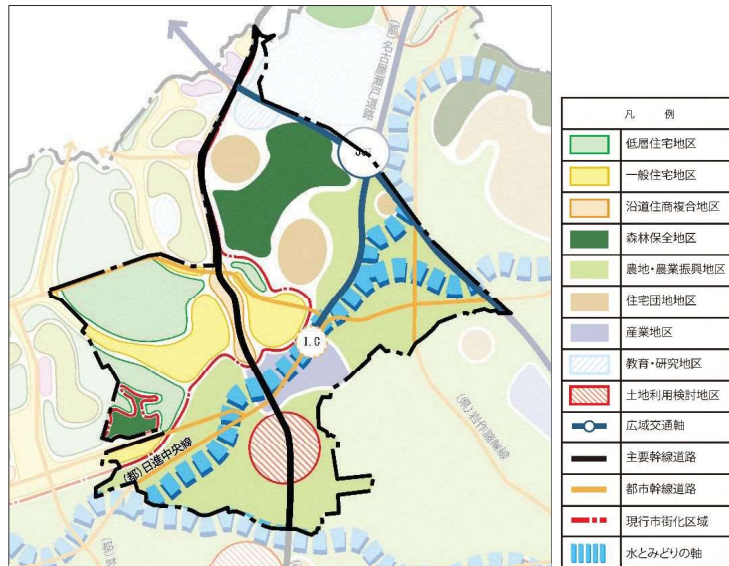 (主)名古屋瀬戸線
JCT
I.C
(都)日進中央線
(県)岩作諸輪線
凡 例
低層住宅地区
一般住宅地区
沿道住商複合地区
森林保全地区
農地・農業振興地区
住宅団地地区
産業地区
教育・研究地区
土地利用検討地区
広域交通軸
主要幹線道路
都市幹線道路
現行市街化区域
水とみどりの軸